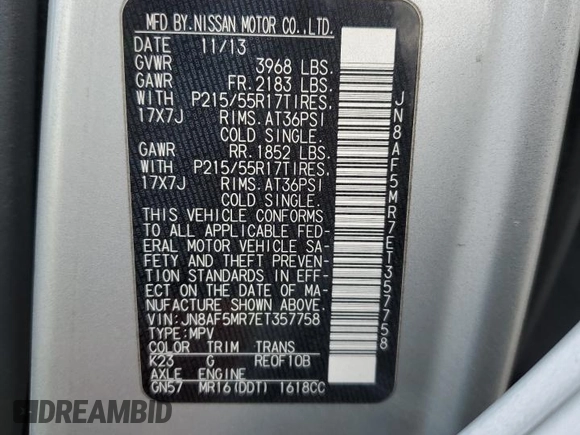 MFD BY. NISSAN MOTOR CO., LTD.
DATE 11/13
GVWR 3968 LBS.
GAWR FR. 2183 LBS.
WITH P215/55R17TIRES.
17X7J RIMS. AT36PSI
COLD SINGLE.
GAWR RR. 1852 LBS.
WITH P215/55R17TIRES.
17X7J RIMS. AT36PSI
COLD SINGLE.
THIS VEHICLE CONFORMS
TO ALL APPLICABLE FED-
ERAL MOTOR VEHICLE SA-
FETY AND THEFT PREVEN-
TION STANDARDS IN EFF-
ECT ON THE DATE OF MA-
NUFACTURE SHOWN ABOVE.
VIN: JN8AF5MR7ET357758
TYPE: MPV
COLOR TRIM TRANS
K23 G RE0F10B
AXLE ENGINE
GN57 MR16(DDT) 1618CC
JN8AF5MR7ET357758
DREAMBID